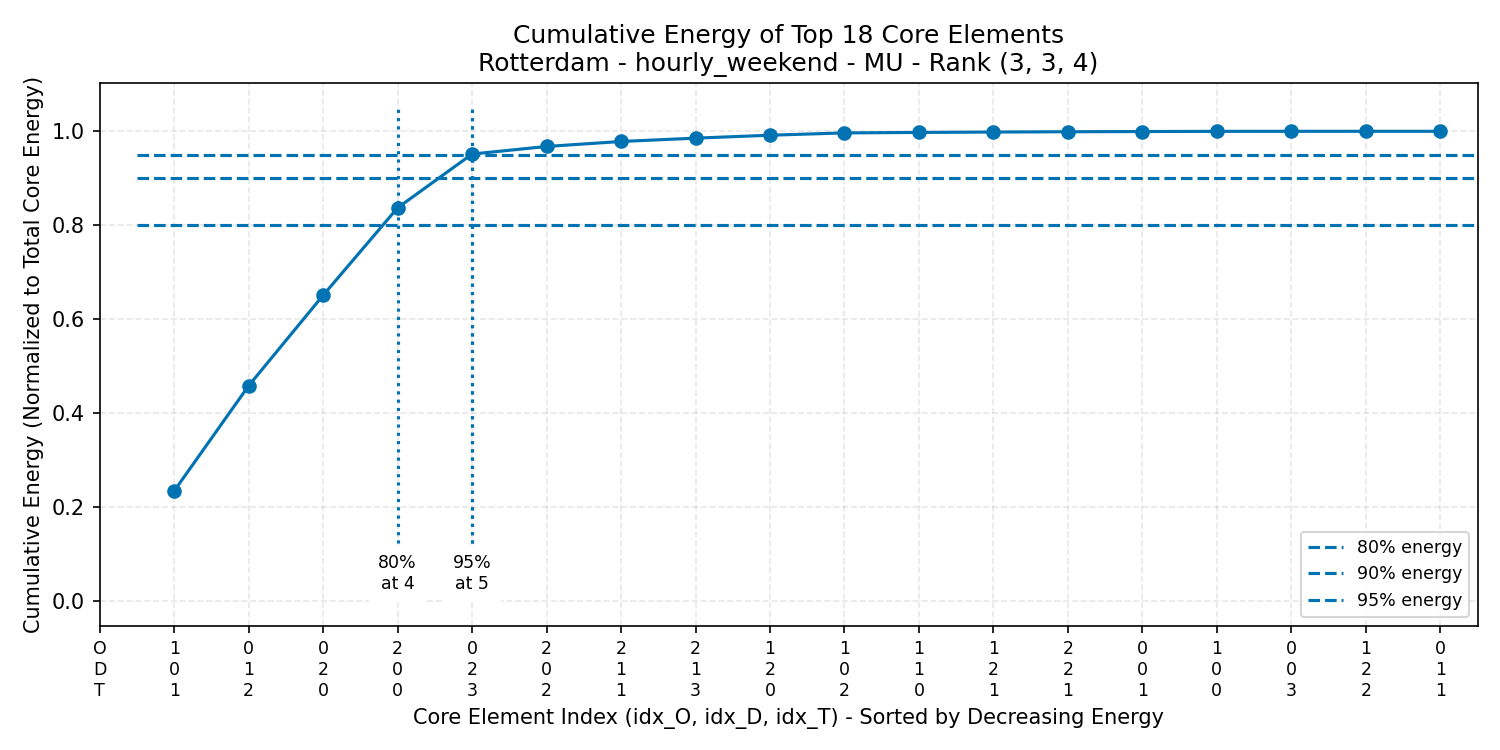 Cumulative Energy of Top 18 Core Elements
Rotterdam - hourly_weekend - MU - Rank (3, 3, 4)
Cumulative Energy (Normalized to Total Core Energy)
1.0
0.8
0.6
0.4
0.2
0.0
80%
at 4
95%
at 5
80% energy
90% energy
95% energy
O 1 0 0 2 0 2 2 2 1 1 1 1 2 0 1 0 1 0
D 0 1 2 0 2 0 1 1 2 0 1 2 2 0 0 0 2 1
T 1 2 0 0 3 2 1 3 0 2 0 1 1 1 0 3 2 1
Core Element Index (idx_O, idx_D, idx_T) - Sorted by Decreasing Energy